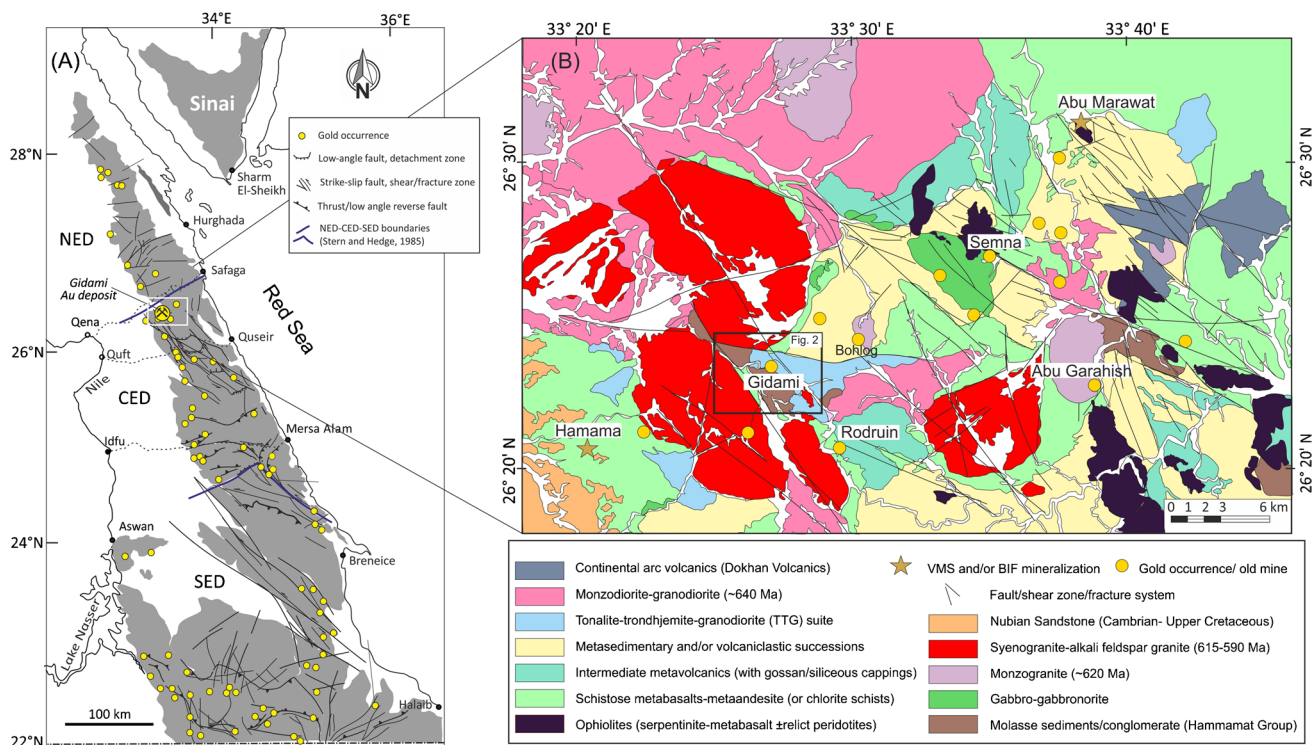 34° E
36° E
(A)
N
Sinai
28°N
26°N
24°N
22°N
Sharm
El-Sheikh
Hurghada
NED
Safaga
Gidami
Au deposit
Qena
Quft
Nile
Quseir
Red Sea
CED
Mersa Alam
Idfu
Aswan
Breneice
SED
Lake Nasser
Halaib
100 km
Gold occurrence
Low-angle fault, detachment zone
Strike-slip fault, shear/fracture zone
Thrust/low angle reverse fault
NED-CED-SED boundaries
(Stern and Hedge, 1985)
33° 20' E
33° 30' E
33° 40' E
(B)
26° 30' N
26° 20' N
26° 30' N
26° 20' N
Abu Marawat
Semna
Fig. 2
Bohlog
Gidami
Abu Garahish
Hamama
Rodruin
0 1 2 3 6 km
Continental arc volcanics (Dokhan Volcanics)
Monzodiorite-granodiorite (~640 Ma)
Tonalite-trondhjemite-granodiorite (TTG) suite
Metasedimentary and/or volcaniclastic successions
Intermediate metavolcanics (with gossan/siliceous cappings)
Schistose metabasalts-metaandesite (or chlorite schists)
Ophiolites (serpentinite-metabasalt ±relict peridotites)
VMS and/or BIF mineralization
Gold occurrence/ old mine
Fault/shear zone/fracture system
Nubian Sandstone (Cambrian- Upper Cretaceous)
Syenogranite-alkali feldspar granite (615-590 Ma)
Monzogranite (~620 Ma)
Gabbro-gabbronorite
Molasse sediments/conglomerate (Hammamat Group)